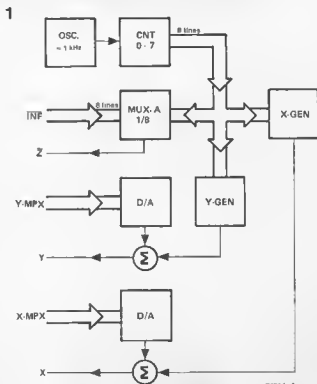 1
OSC.
≈ 1 kHz
CNT
0 - 7
8 lines
INF
8 lines
MUX-A
1/8
X-GEN
Z
Y-MPX
D/A
Y-GEN
Y
Σ
X-MPX
D/A
X
Σ